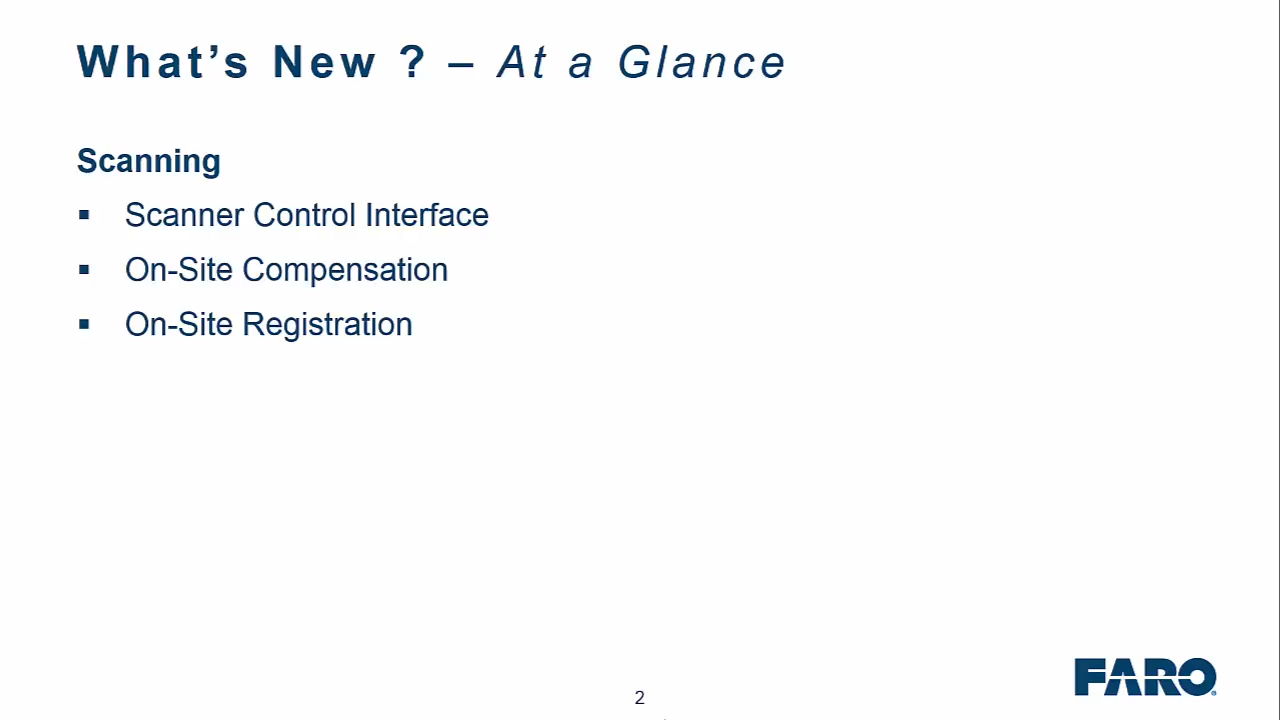 What’s New ? – At a Glance
Scanning
▪ Scanner Control Interface
▪ On-Site Compensation
▪ On-Site Registration
FARO®
2